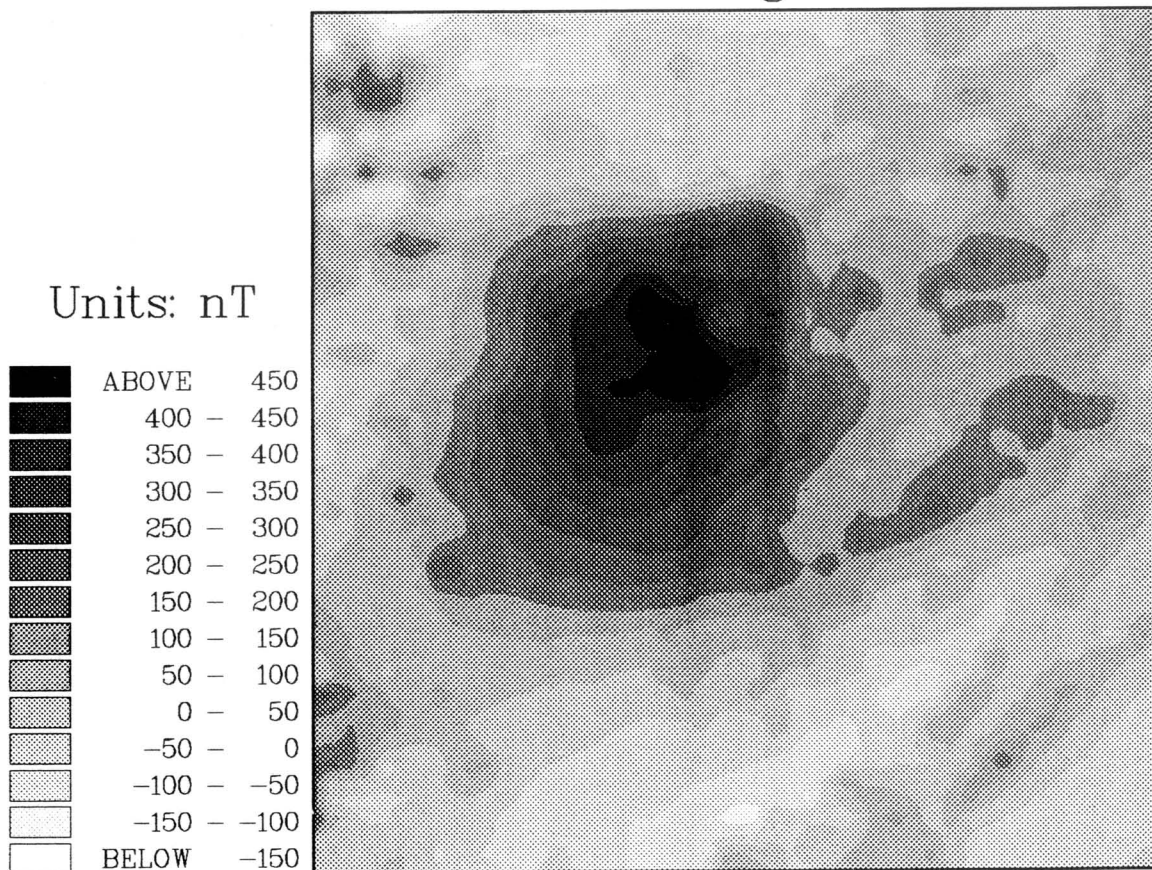 Units: nT
ABOVE 450
400 – 450
350 – 400
300 – 350
250 – 300
200 – 250
150 – 200
100 – 150
50 – 100
0 – 50
−50 – 0
−100 – −50
−150 – −100
BELOW −150